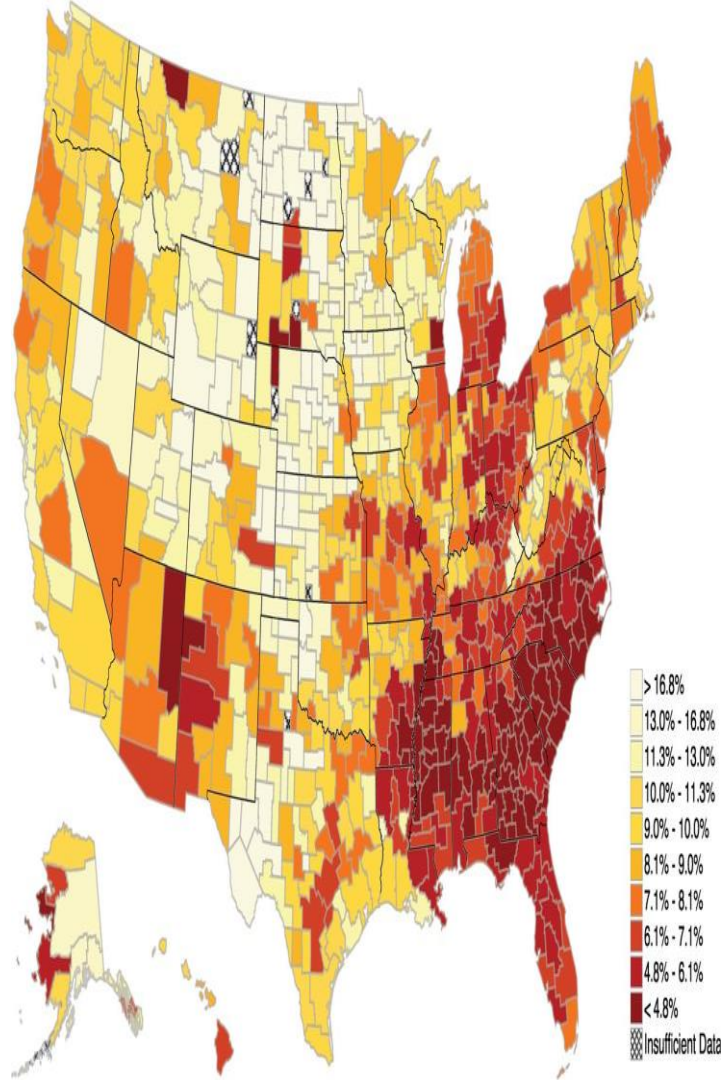 > 16.8%
13.0% - 16.8%
11.3% - 13.0%
10.0% - 11.3%
9.0% - 10.0%
8.1% - 9.0%
7.1% - 8.1%
6.1% - 7.1%
4.8% - 6.1%
< 4.8%
Insufficient Data